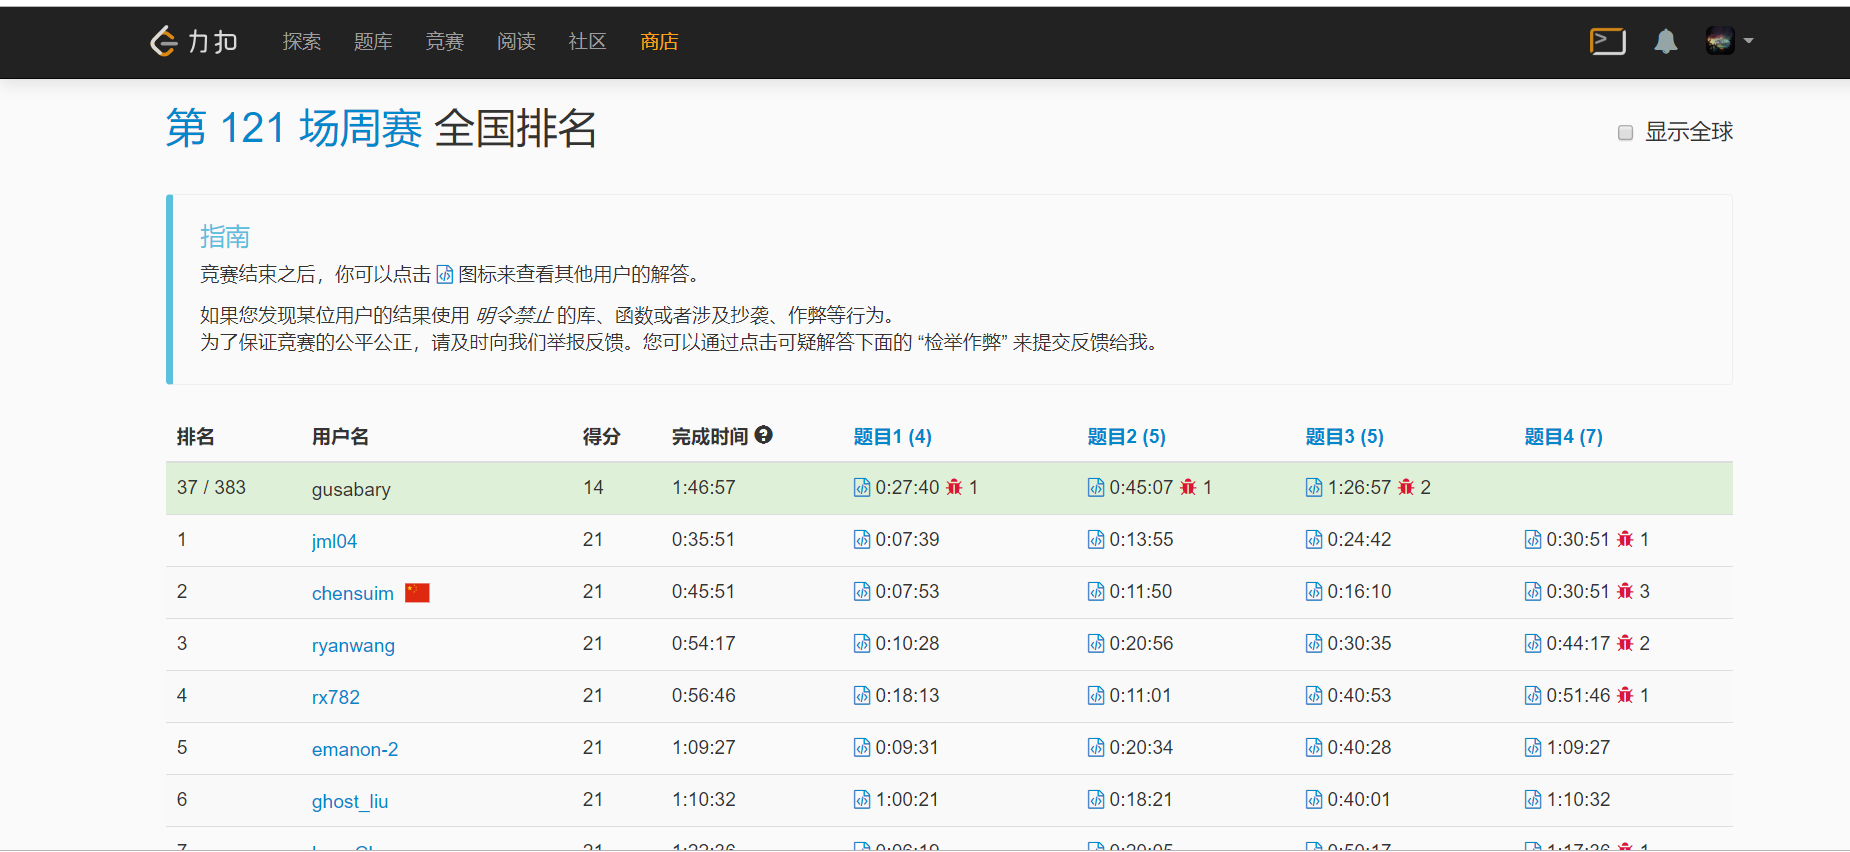 力扣 探索 题库 竞赛 阅读 社区 商店
第 121 场周赛 全国排名 显示全球
指南
竞赛结束之后，你可以点击 图标来查看其他用户的解答。
如果您发现某位用户的结果使用 明令禁止 的库、函数或者涉及抄袭、作弊等行为。
为了保证竞赛的公平公正，请及时向我们举报反馈。您可以通过点击可疑解答下面的 “检举作弊” 来提交反馈给我。
排名 用户名 得分 完成时间 题目1 (4) 题目2 (5) 题目3 (5) 题目4 (7)
37 / 383 gusabary 14 1:46:57 0:27:40 1 0:45:07 1 1:26:57 2
1 jml04 21 0:35:51 0:07:39 0:13:55 0:24:42 0:30:51 1
2 chensuim 21 0:45:51 0:07:53 0:11:50 0:16:10 0:30:51 3
3 ryanwang 21 0:54:17 0:10:28 0:20:56 0:30:35 0:44:17 2
4 rx782 21 0:56:46 0:18:13 0:11:01 0:40:53 0:51:46 1
5 emanon-2 21 1:09:27 0:09:31 0:20:34 0:40:28 1:09:27
6 ghost_liu 21 1:10:32 1:00:21 0:18:21 0:40:01 1:10:32